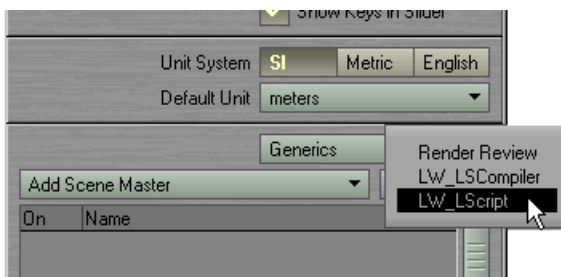 Show Keys in Slider
Unit System SI Metric English
Default Unit meters
Generics
Render Review
LW_LSCompiler
Add Scene Master
LW_LScript
On Name